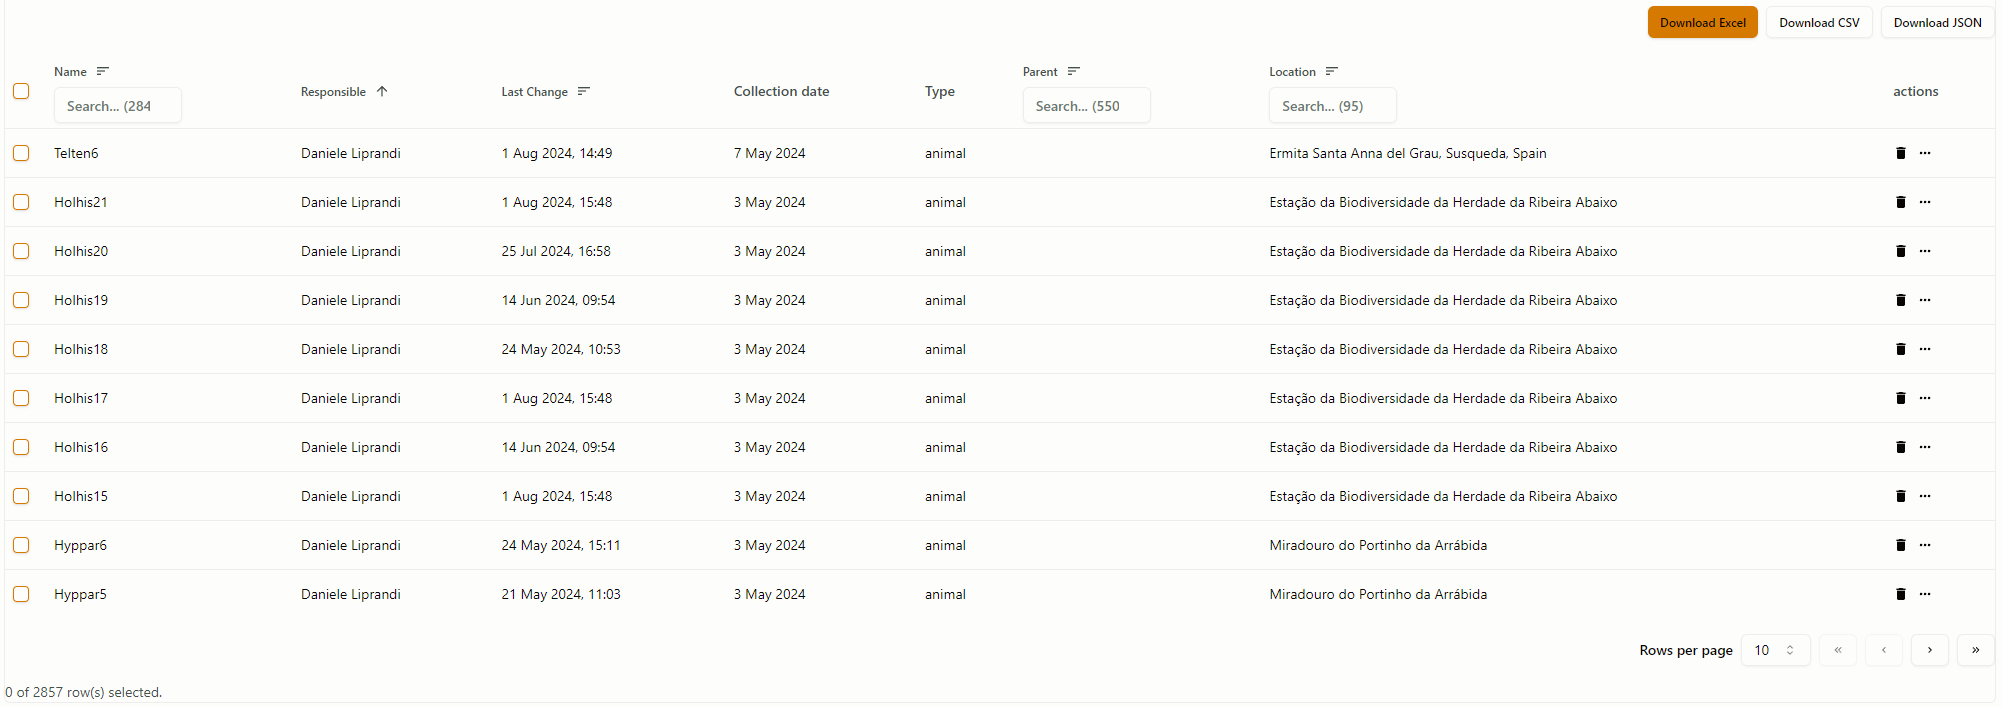 Download Excel Download CSV Download JSON
Name Responsible Last Change Collection date Type Parent Location actions
Search... (284 Search... (550 Search... (95)
Telten6 Daniele Liprandi 1 Aug 2024, 14:49 7 May 2024 animal Ermita Santa Anna del Grau, Susqueda, Spain
Holhis21 Daniele Liprandi 1 Aug 2024, 15:48 3 May 2024 animal Estação da Biodiversidade da Herdade da Ribeira Abaixo
Holhis20 Daniele Liprandi 25 Jul 2024, 16:58 3 May 2024 animal Estação da Biodiversidade da Herdade da Ribeira Abaixo
Holhis19 Daniele Liprandi 14 Jun 2024, 09:54 3 May 2024 animal Estação da Biodiversidade da Herdade da Ribeira Abaixo
Holhis18 Daniele Liprandi 24 May 2024, 10:53 3 May 2024 animal Estação da Biodiversidade da Herdade da Ribeira Abaixo
Holhis17 Daniele Liprandi 1 Aug 2024, 15:48 3 May 2024 animal Estação da Biodiversidade da Herdade da Ribeira Abaixo
Holhis16 Daniele Liprandi 14 Jun 2024, 09:54 3 May 2024 animal Estação da Biodiversidade da Herdade da Ribeira Abaixo
Holhis15 Daniele Liprandi 1 Aug 2024, 15:48 3 May 2024 animal Estação da Biodiversidade da Herdade da Ribeira Abaixo
Hyppar6 Daniele Liprandi 24 May 2024, 15:11 3 May 2024 animal Miradouro do Portinho da Arrábida
Hyppar5 Daniele Liprandi 21 May 2024, 11:03 3 May 2024 animal Miradouro do Portinho da Arrábida
Rows per page 10 « ‹ › »
0 of 2857 row(s) selected.